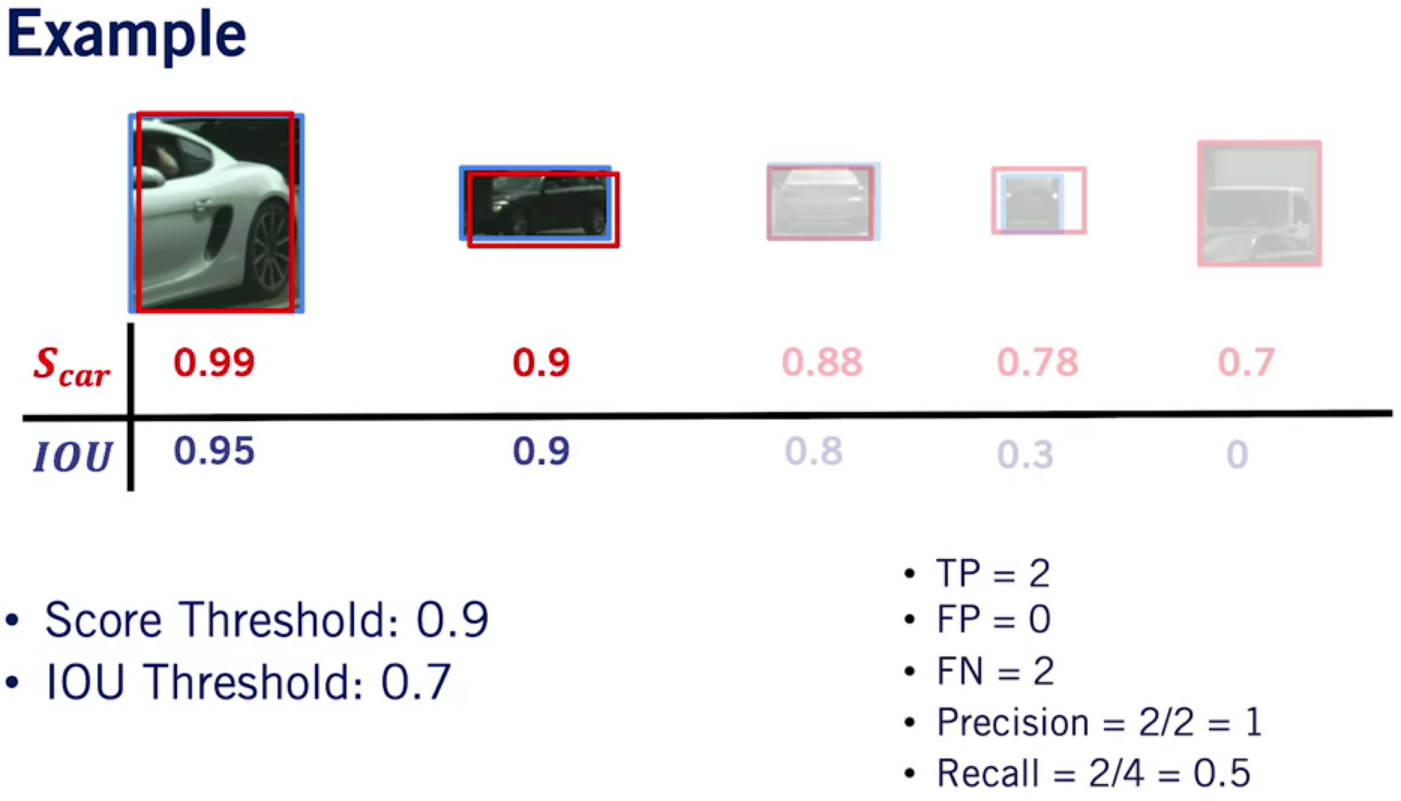 Example
S_car 0.99 0.9 0.88 0.78 0.7
IOU 0.95 0.9 0.8 0.3 0
• Score Threshold: 0.9
• IOU Threshold: 0.7
• TP = 2
• FP = 0
• FN = 2
• Precision = 2/2 = 1
• Recall = 2/4 = 0.5